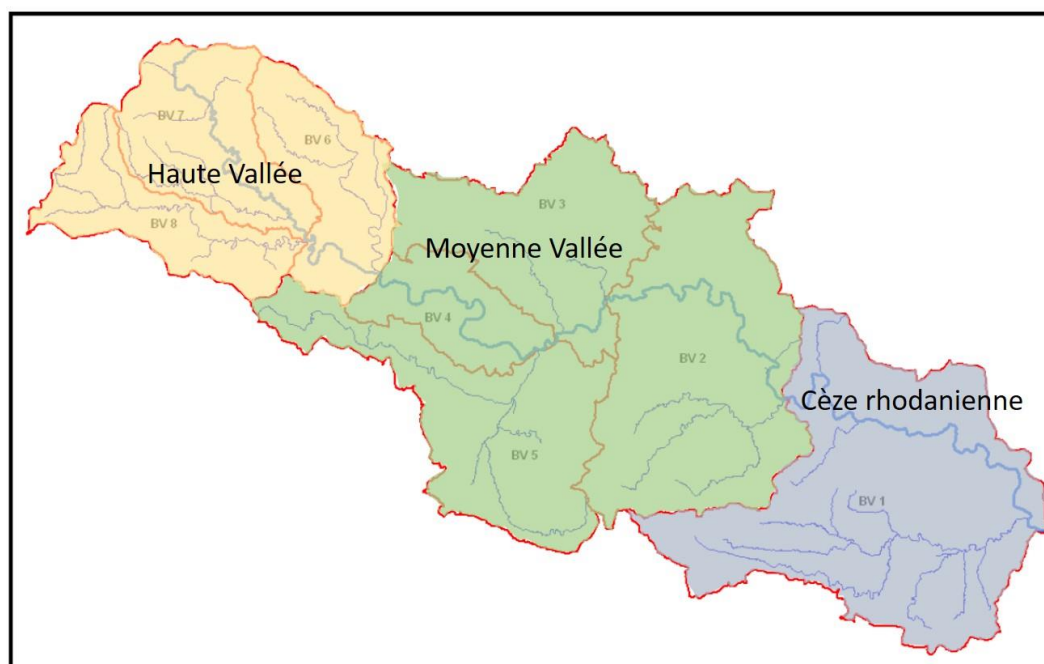 BV 7
BV 6
Haute Vallée
BV 8
BV 3
Moyenne Vallée
BV 4
BV 2
Cèze rhodanienne
BV 5
BV 1